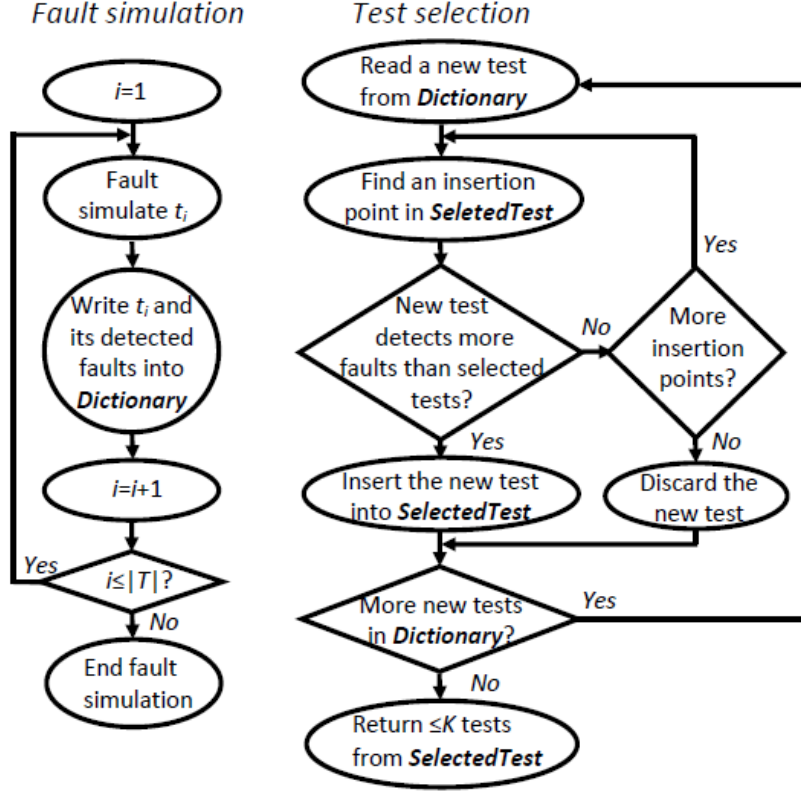 Fault simulation
i=1
Fault
simulate ti
Write ti and
its detected
faults into
Dictionary
i=i+1
Yes
i≤|T|?
No
End fault
simulation
Test selection
Read a new test
from Dictionary
Find an insertion
point in SeletedTest
New test
detects more
faults than selected
tests?
No
More
insertion
points?
Yes
Yes
No
Insert the new test
into SelectedTest
Discard the
new test
More new tests
in Dictionary?
Yes
No
Return ≤K tests
from SelectedTest